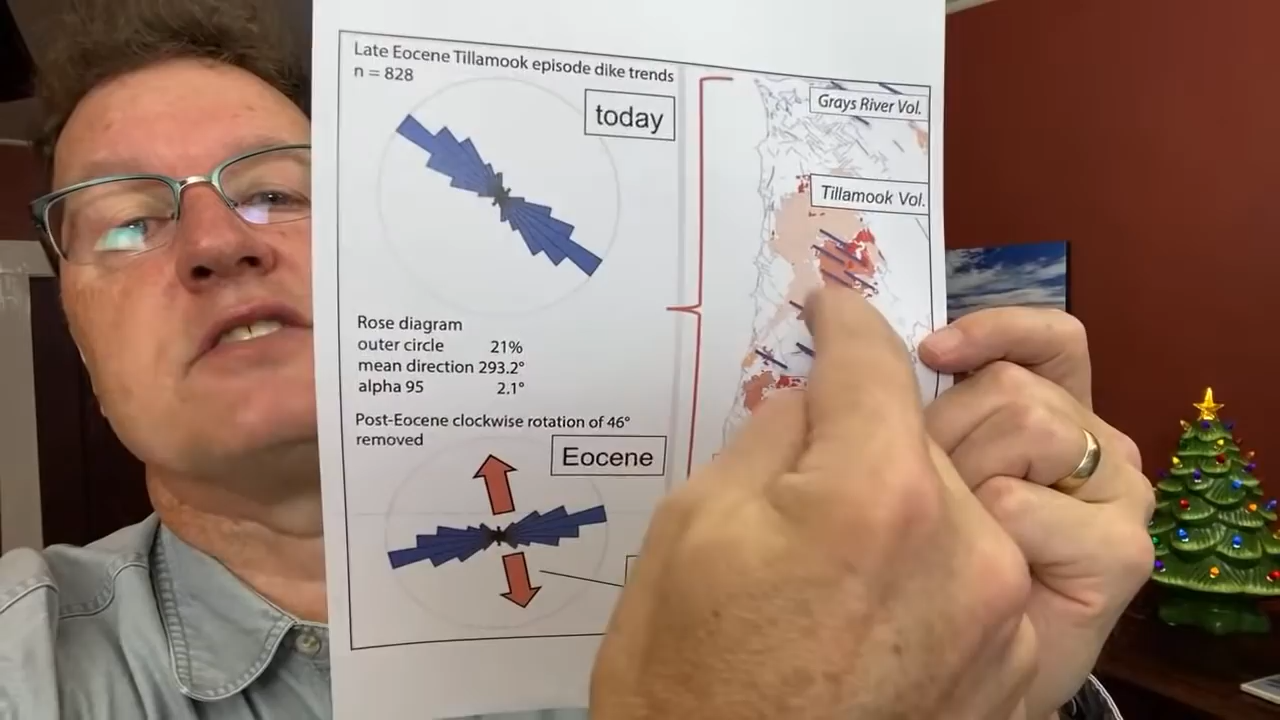 Late Eocene Tillamook episode dike trends
n = 828
today
Rose diagram
outer circle 21%
mean direction 293.2°
alpha 95 2.1°
Post-Eocene clockwise rotation of 46°
removed
Eocene
Grays River Vol.
Tillamook Vol.